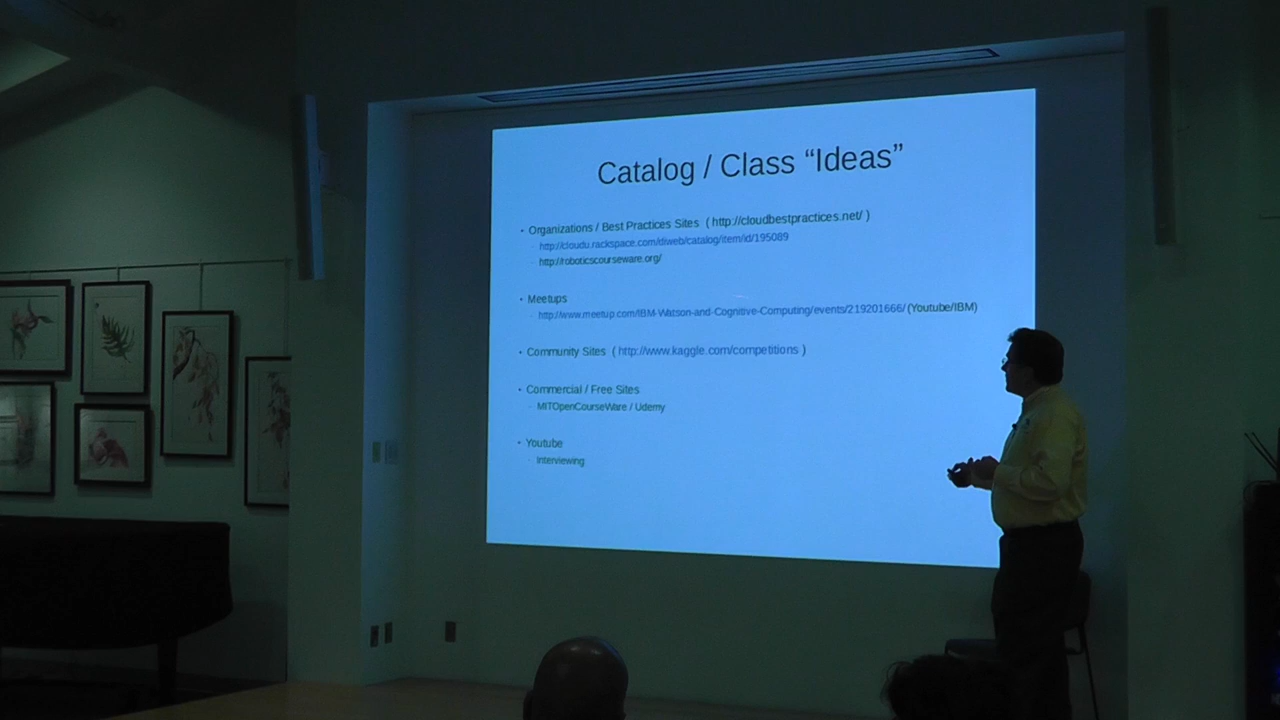 Catalog / Class “Ideas”
• Organizations / Best Practices Sites ( http://cloudbestpractices.net/ )
– http://cloudu.rackspace.com/diweb/catalog/item/id/195089
– http://roboticscourseware.org/
• Meetups
– http://www.meetup.com/IBM-Watson-and-Cognitive-Computing/events/219201666/ (Youtube/IBM)
• Community Sites ( http://www.kaggle.com/competitions )
• Commercial / Free Sites
– MITOpenCourseWare / Udemy
• Youtube
– Interviewing